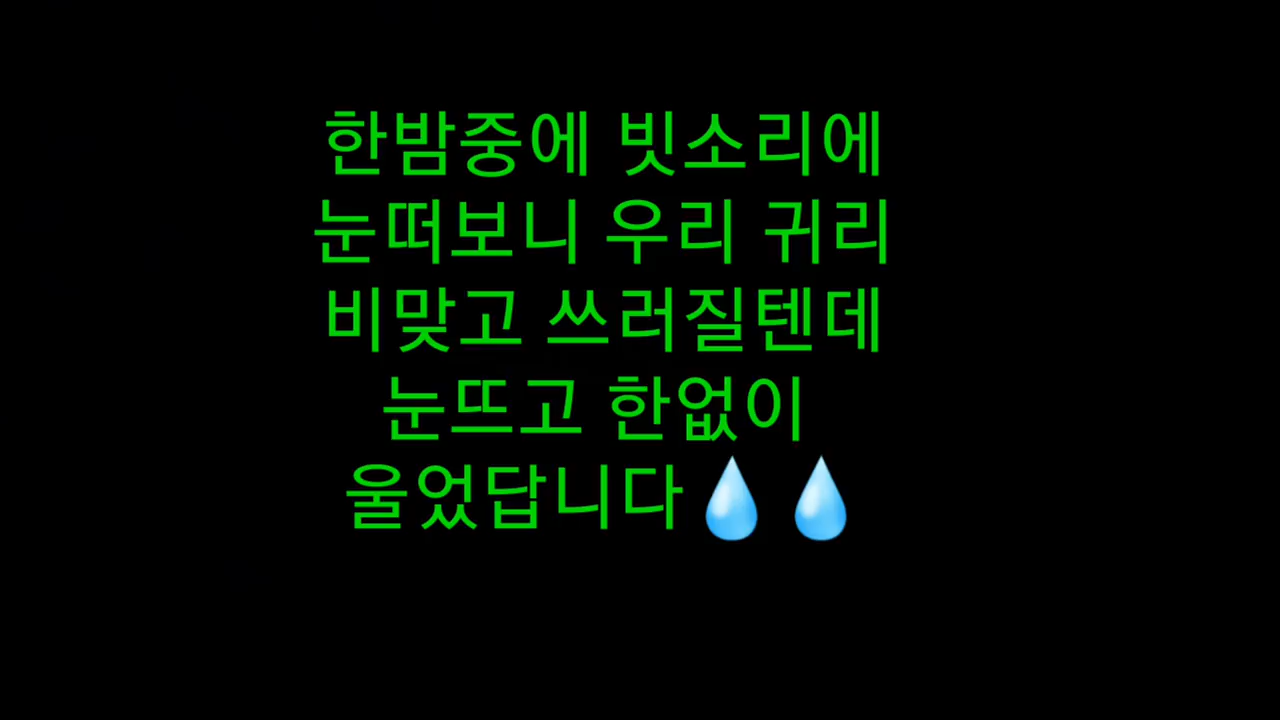 한밤중에 빗소리에
눈떠보니 우리 귀리
비맞고 쓰러질텐데
눈뜨고 한없이
울었답니다💧💧